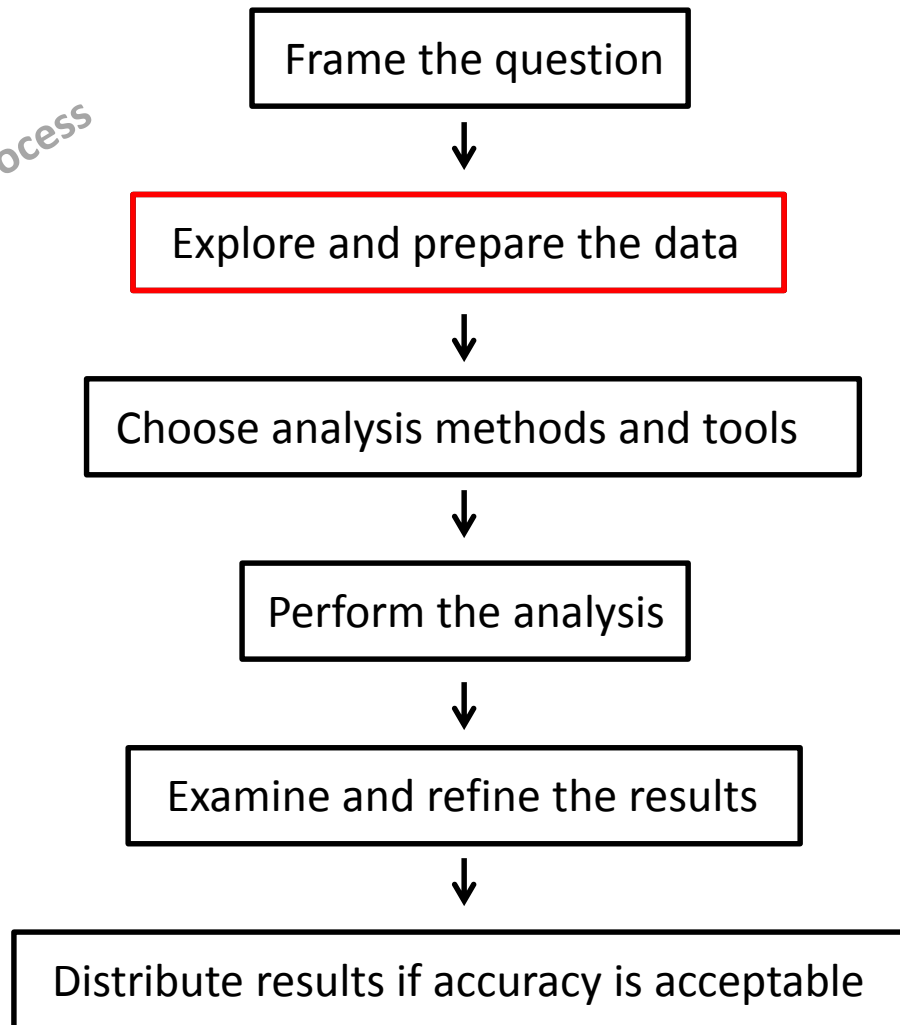 Frame the question
Explore and prepare the data
Choose analysis methods and tools
Perform the analysis
Examine and refine the results
Distribute results if accuracy is acceptable